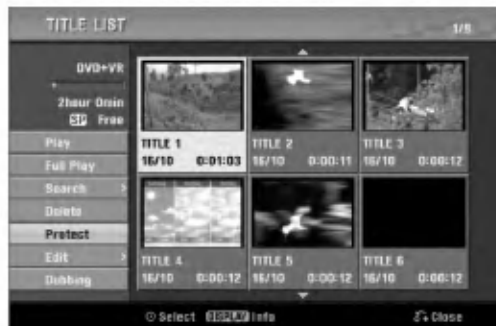 TITLE LIST
DVD+VR
2hour 0min
SP Free
Play
Full Play
Search >
Delete
Protect
Edit >
Dubbing
TITLE 1
16/10 0:01:03
TITLE 2
16/10 0:00:11
TITLE 3
16/10 0:00:12
TITLE 4
16/10 0:00:12
TITLE 5
16/10 0:00:12
TITLE 6
16/10 0:00:12
Select DISPLAY Info Close